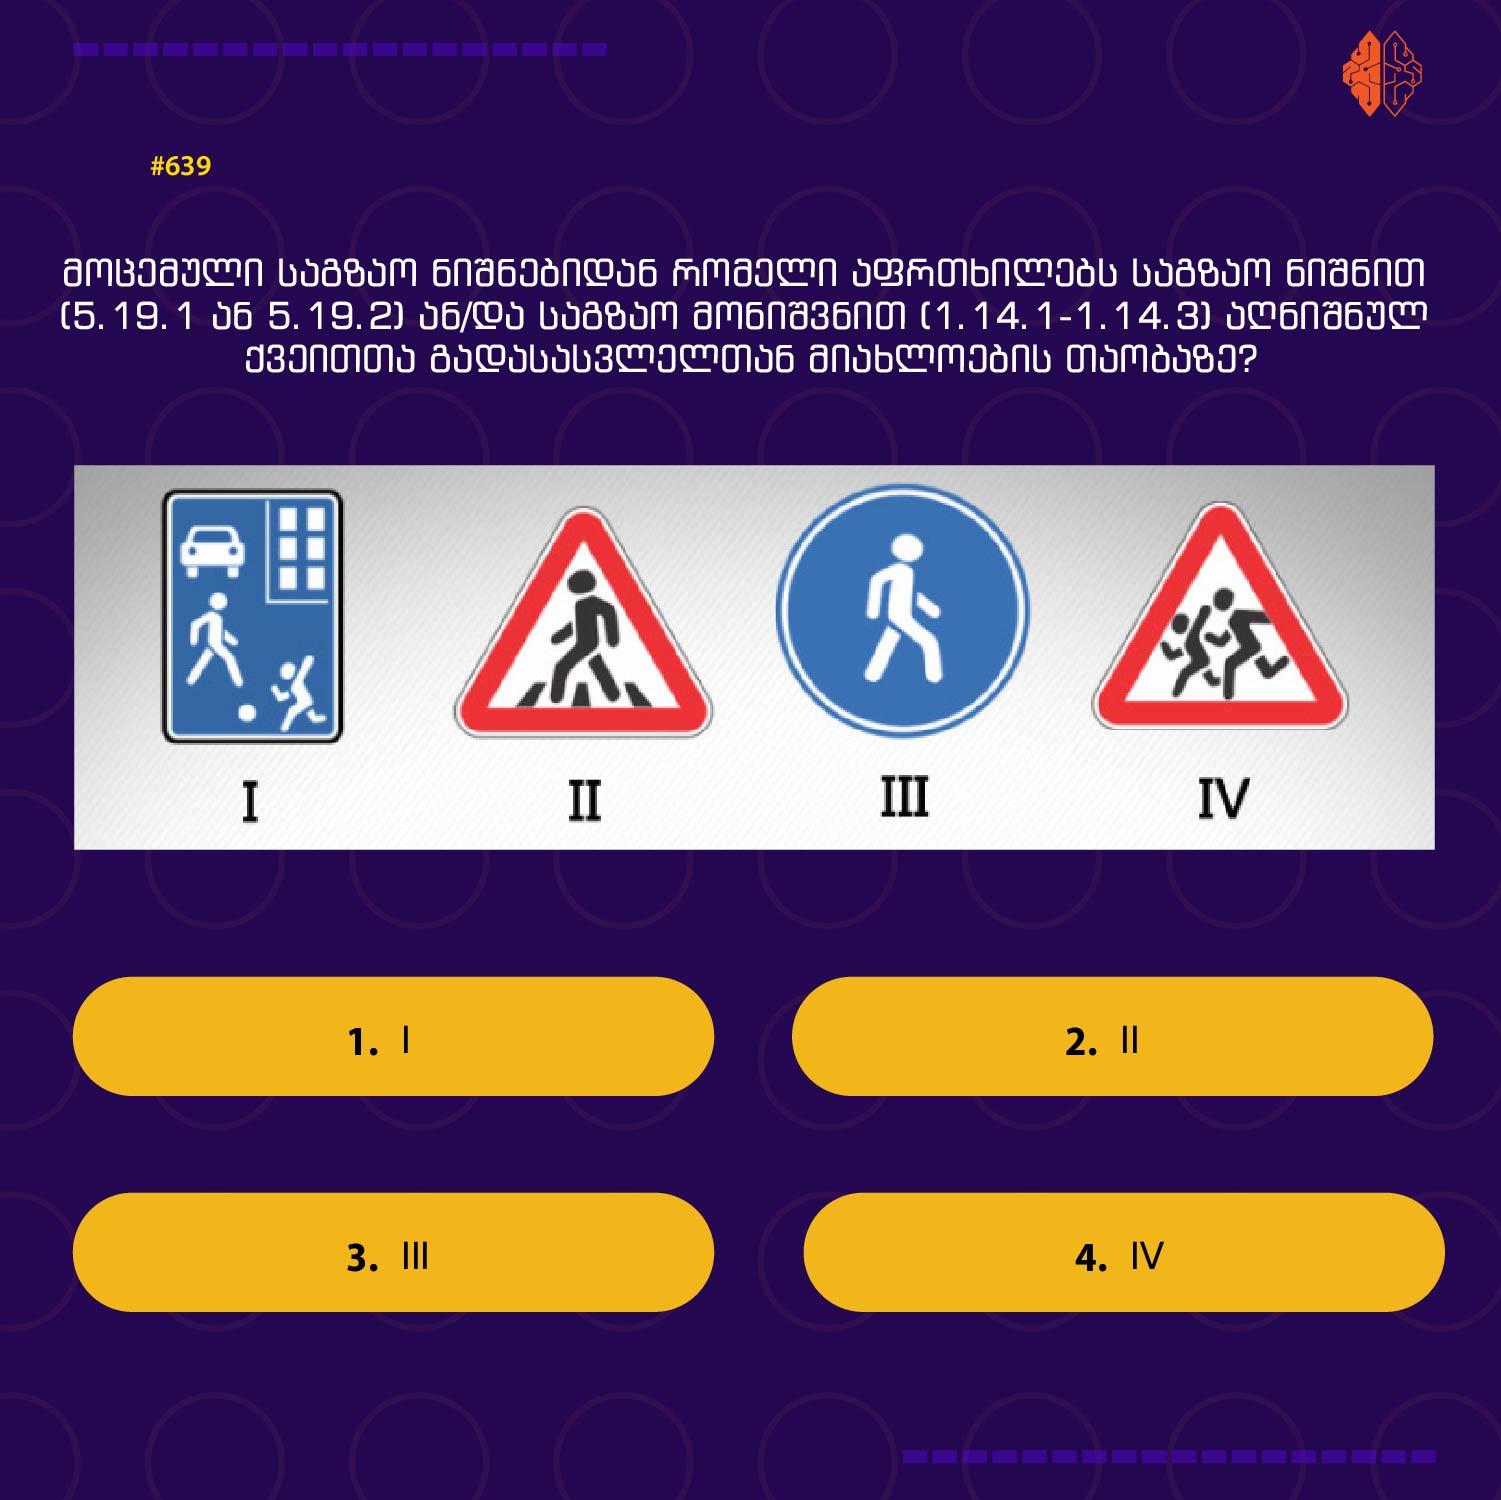 #639
მოცემული საგზაო ნიშნებიდან რომელი აფრთხილებს საგზაო ნიშნით
(5.19.1 ან 5.19.2) ან/და საგზაო მონიშვნით (1.14.1-1.14.3) აღნიშნულ
ქვეითთა გადასასვლელთან მიახლოების თაობაზე?
I II III IV
1. I
2. II
3. III
4. IV